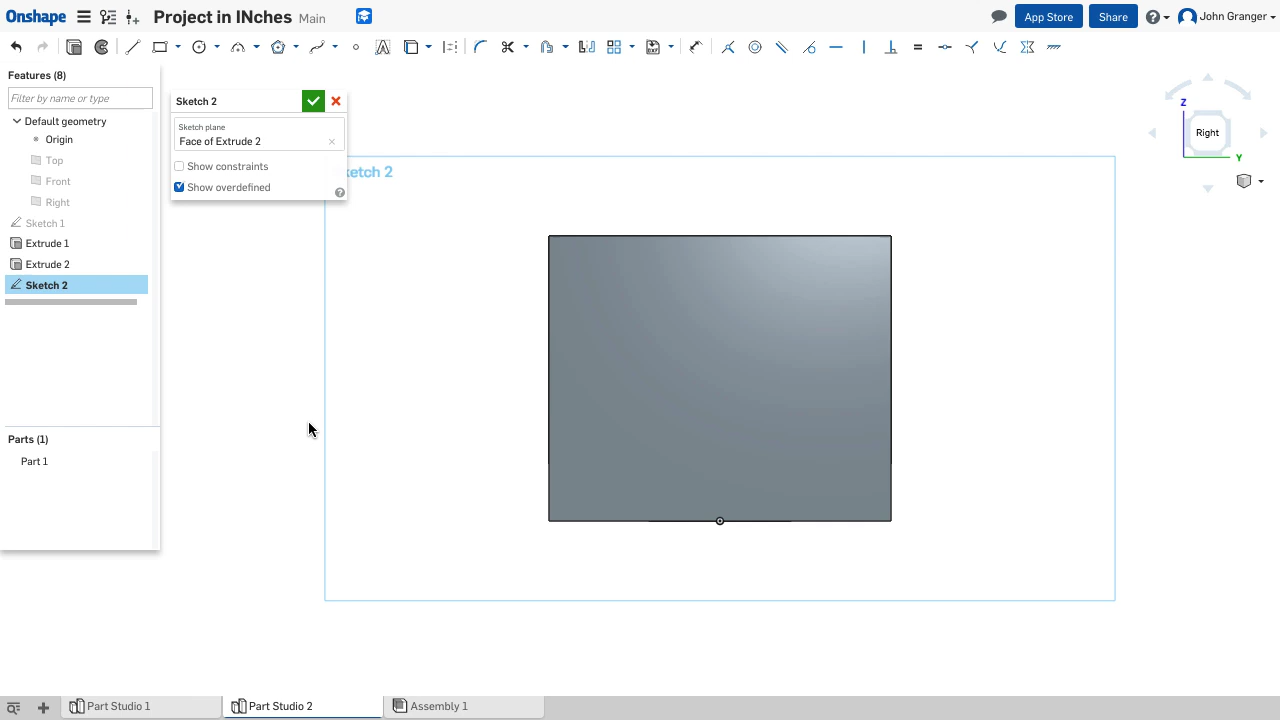 Onshape Project in INches Main App Store Share John Granger
Features (8)
Filter by name or type
Default geometry
Origin
Top
Front
Right
Sketch 1
Extrude 1
Extrude 2
Sketch 2
Parts (1)
Part 1
Sketch 2
Sketch plane
Face of Extrude 2
Show constraints
Show overdefined
ketch 2
Z
Right
Y
Part Studio 1 Part Studio 2 Assembly 1